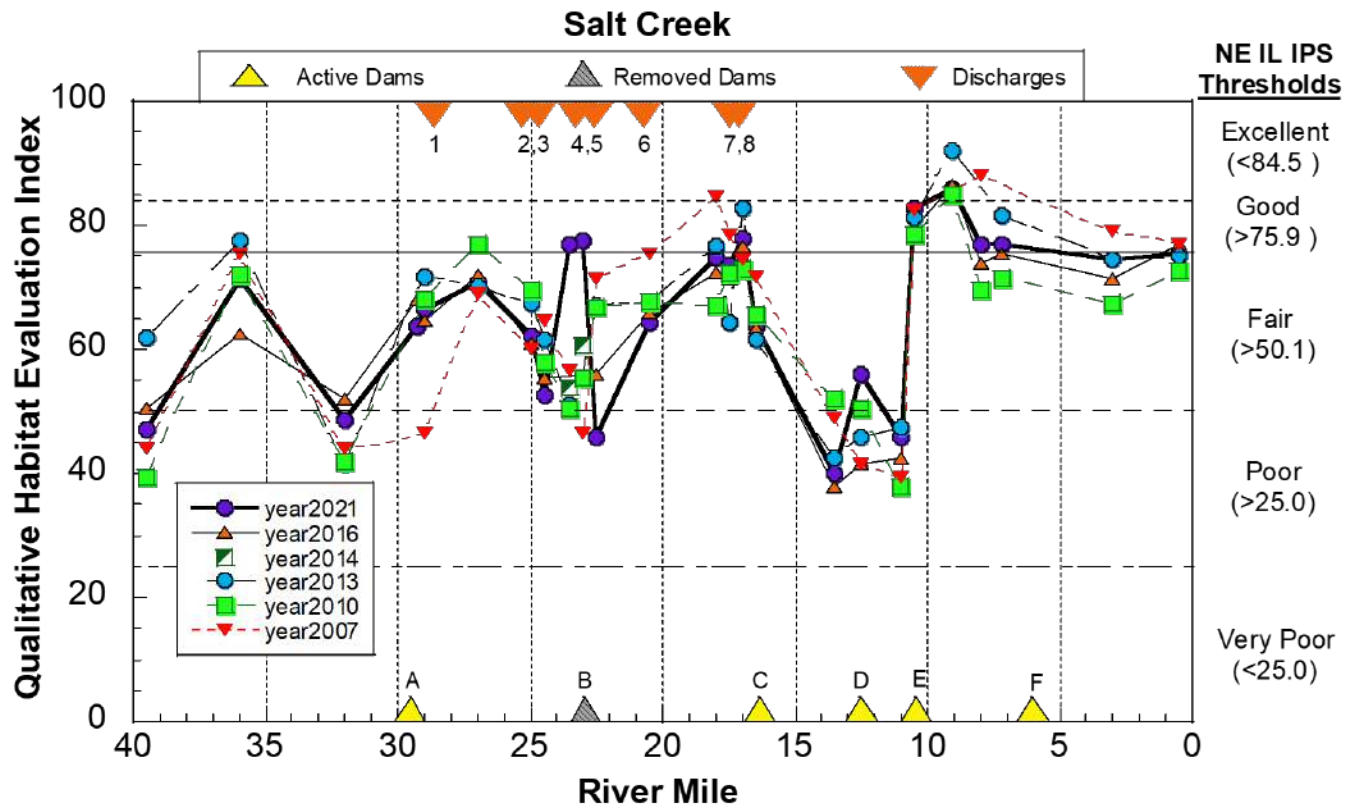 Salt Creek
Active Dams
Removed Dams
Discharges
NE IL IPS
Thresholds
Excellent
(<84.5 )
Good
(>75.9 )
Fair
(>50.1)
Poor
(>25.0)
Very Poor
(<25.0)
Qualitative Habitat Evaluation Index
100
80
60
40
20
0
1
2,3
4,5
6
7,8
year2021
year2016
year2014
year2013
year2010
year2007
A
B
C
D
E
F
40
35
30
25
20
15
10
5
0
River Mile